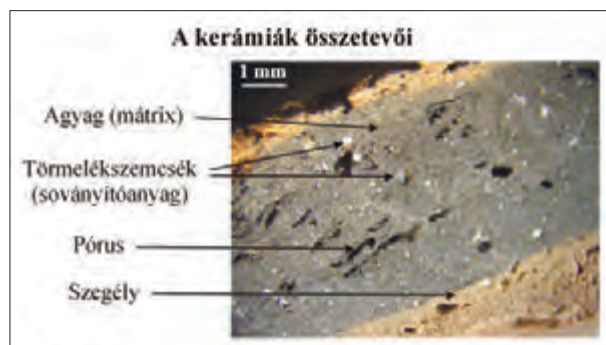 A kerámiák összetevői
1 mm
Agyag (mátrix)
Törmelékszemcsék
(soványítóanyag)
Pórus
Szegély